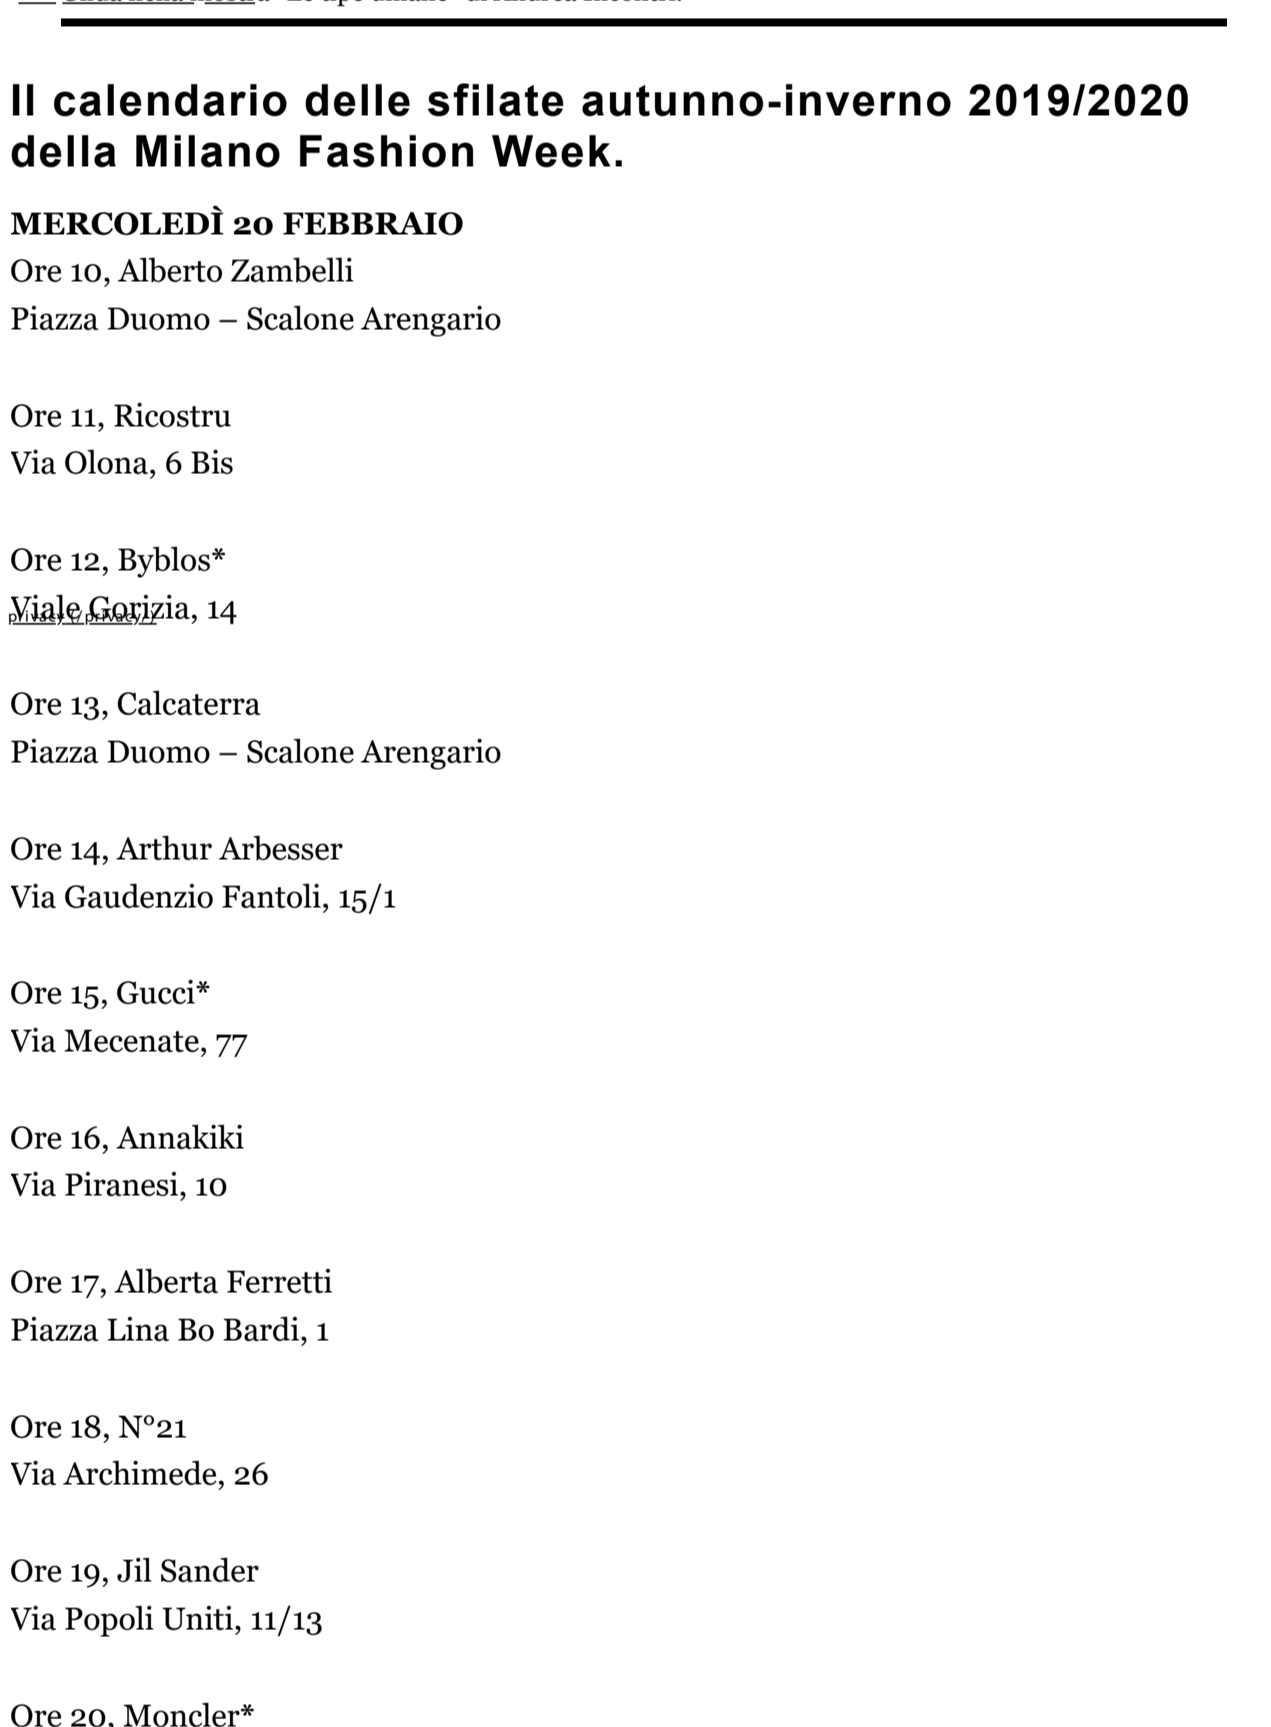 Il calendario delle sfilate autunno-inverno 2019/2020
della Milano Fashion Week.
MERCOLEDÌ 20 FEBBRAIO
Ore 10, Alberto Zambelli
Piazza Duomo – Scalone Arengario
Ore 11, Ricostru
Via Olona, 6 Bis
Ore 12, Byblos*
Viale Gorizia, 14
privacy (/privacy/)
Ore 13, Calcaterra
Piazza Duomo – Scalone Arengario
Ore 14, Arthur Arbesser
Via Gaudenzio Fantoli, 15/1
Ore 15, Gucci*
Via Mecenate, 77
Ore 16, Annakiki
Via Piranesi, 10
Ore 17, Alberta Ferretti
Piazza Lina Bo Bardi, 1
Ore 18, N°21
Via Archimede, 26
Ore 19, Jil Sander
Via Popoli Uniti, 11/13
Ore 20, Moncler*